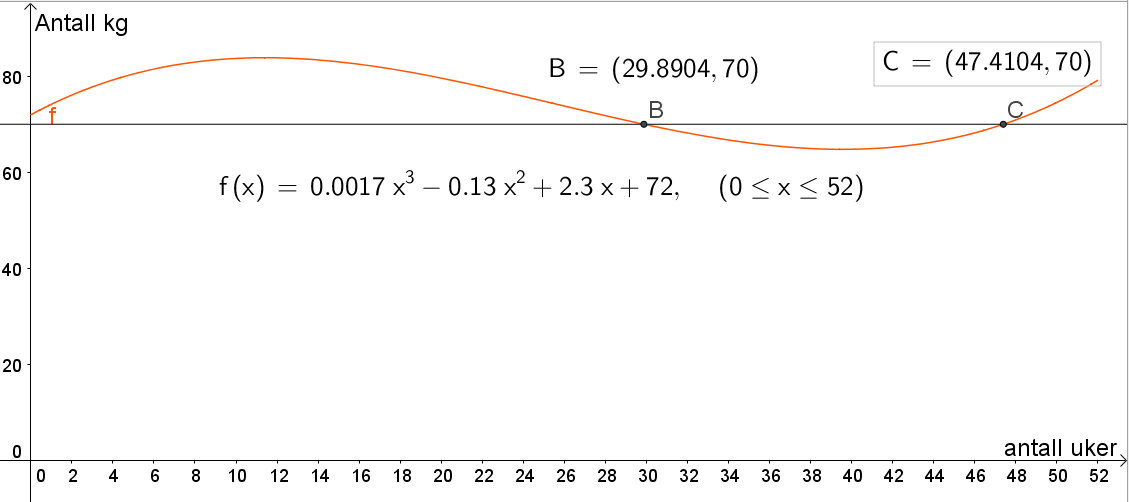 Antall kg
C = (47.4104, 70)
B = (29.8904, 70)
80
f
B
C
60
f(x) = 0.0017 x³ − 0.13 x² + 2.3 x + 72, (0 ≤ x ≤ 52)
40
20
0
antall uker
0 2 4 6 8 10 12 14 16 18 20 22 24 26 28 30 32 34 36 38 40 42 44 46 48 50 52